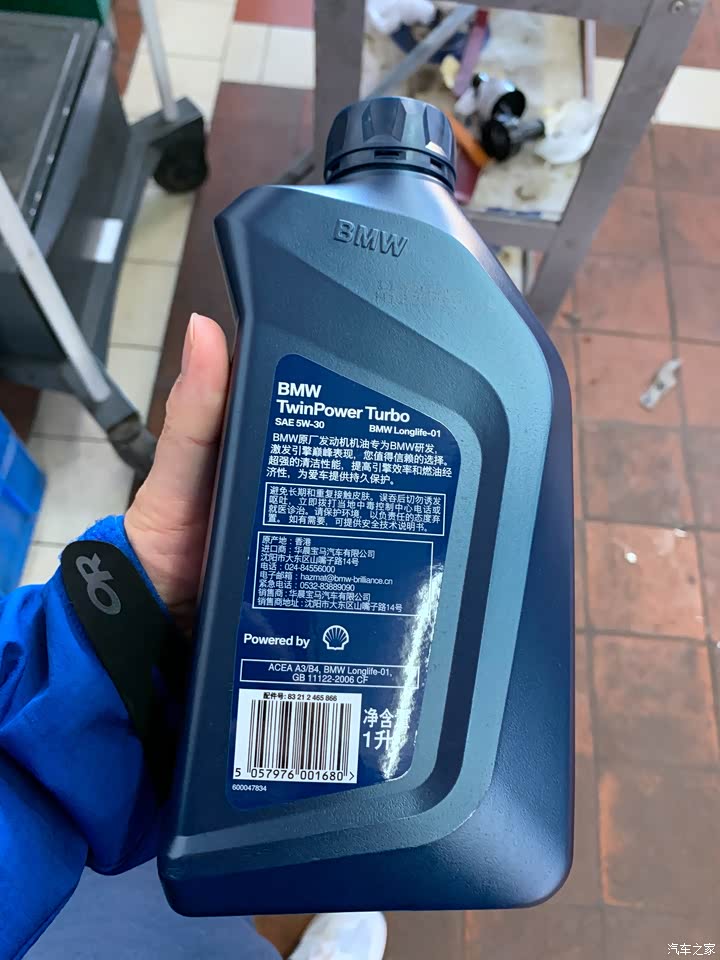 BMW
BMW
TwinPower Turbo
SAE 5W-30 BMW Longlife-01
BMW原厂发动机机油专为BMW研发，
激发引擎巅峰表现，您值得信赖的选择。
超强的清洁性能，提高引擎效率和燃油经
济性，为爱车提供持久保护。
避免长期和重复接触皮肤。误吞后切勿诱发
呕吐，立即拨打当地中毒控制中心电话或
就医诊治。请保护环境，以负责任的态度弃
置。如有需要，可提供安全技术说明书。
原产地：香港
进口商：华晨宝马汽车有限公司
沈阳市大东区山嘴子路14号
电话：024-84556000
电子邮箱：hazmat@bmw-brilliance.cn
紧急电话：0532-83889090
销售商：华晨宝马汽车有限公司
销售商地址：沈阳市大东区山嘴子路14号
Powered by
ACEA A3/B4, BMW Longlife-01,
GB 11122-2006 CF
配件号: 83 21 2 465 866
净含
1升
5 057976 001680 >
600047834
OR
汽车之家